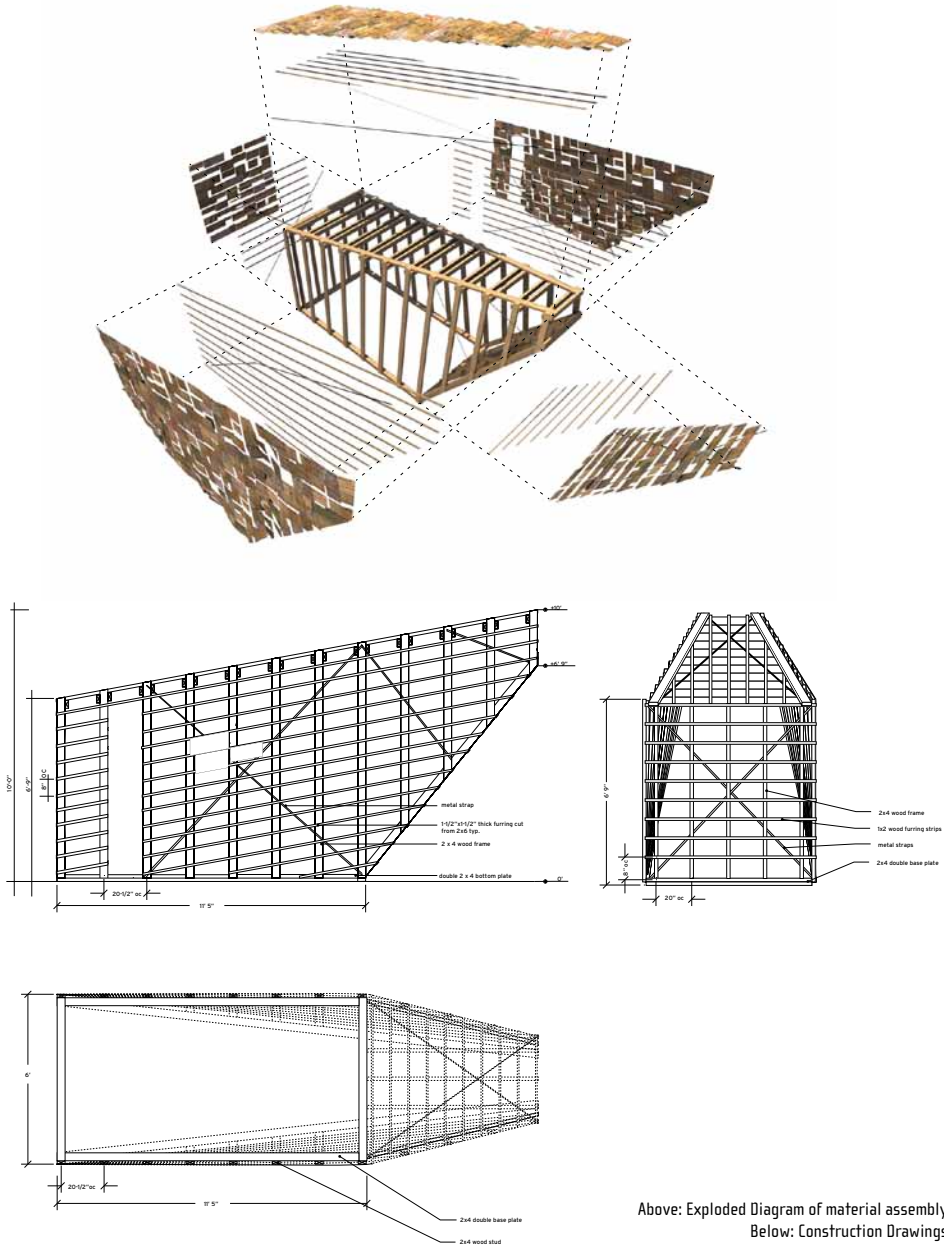 +10'
+6' 9"
10'-0"
6'-9"
8" OC
metal strap
1-1/2"x1-1/2" thick furring cut
from 2x6 typ.
2 x 4 wood frame
double 2 x 4 bottom plate
0'
20-1/2" oc
11' 5"
6' 9"
8" oc
20" oc
2x4 wood frame
1x2 wood furring strips
metal straps
2x4 double base plate
6'
20-1/2" oc
11' 5"
2x4 double base plate
2x4 wood stud
Above: Exploded Diagram of material assembly
Below: Construction Drawings